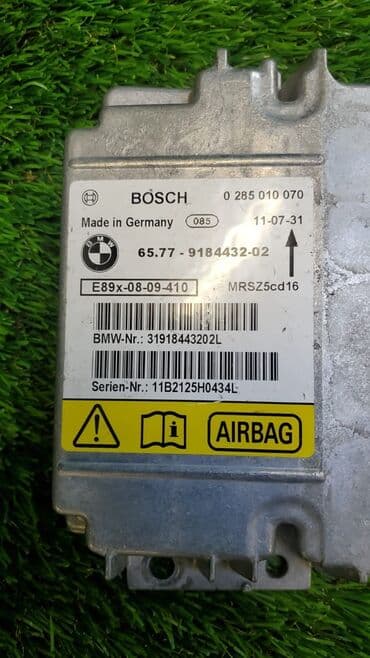 BOSCH 0 285 010 070
Made in Germany 085 11-07-31
BMW 65.77 - 9184432-02
E89x-08-09-410 MRSZ5cd16
BMW-Nr.: 31918443202L
Serien-Nr.: 11B2125H0434L
AIRBAG